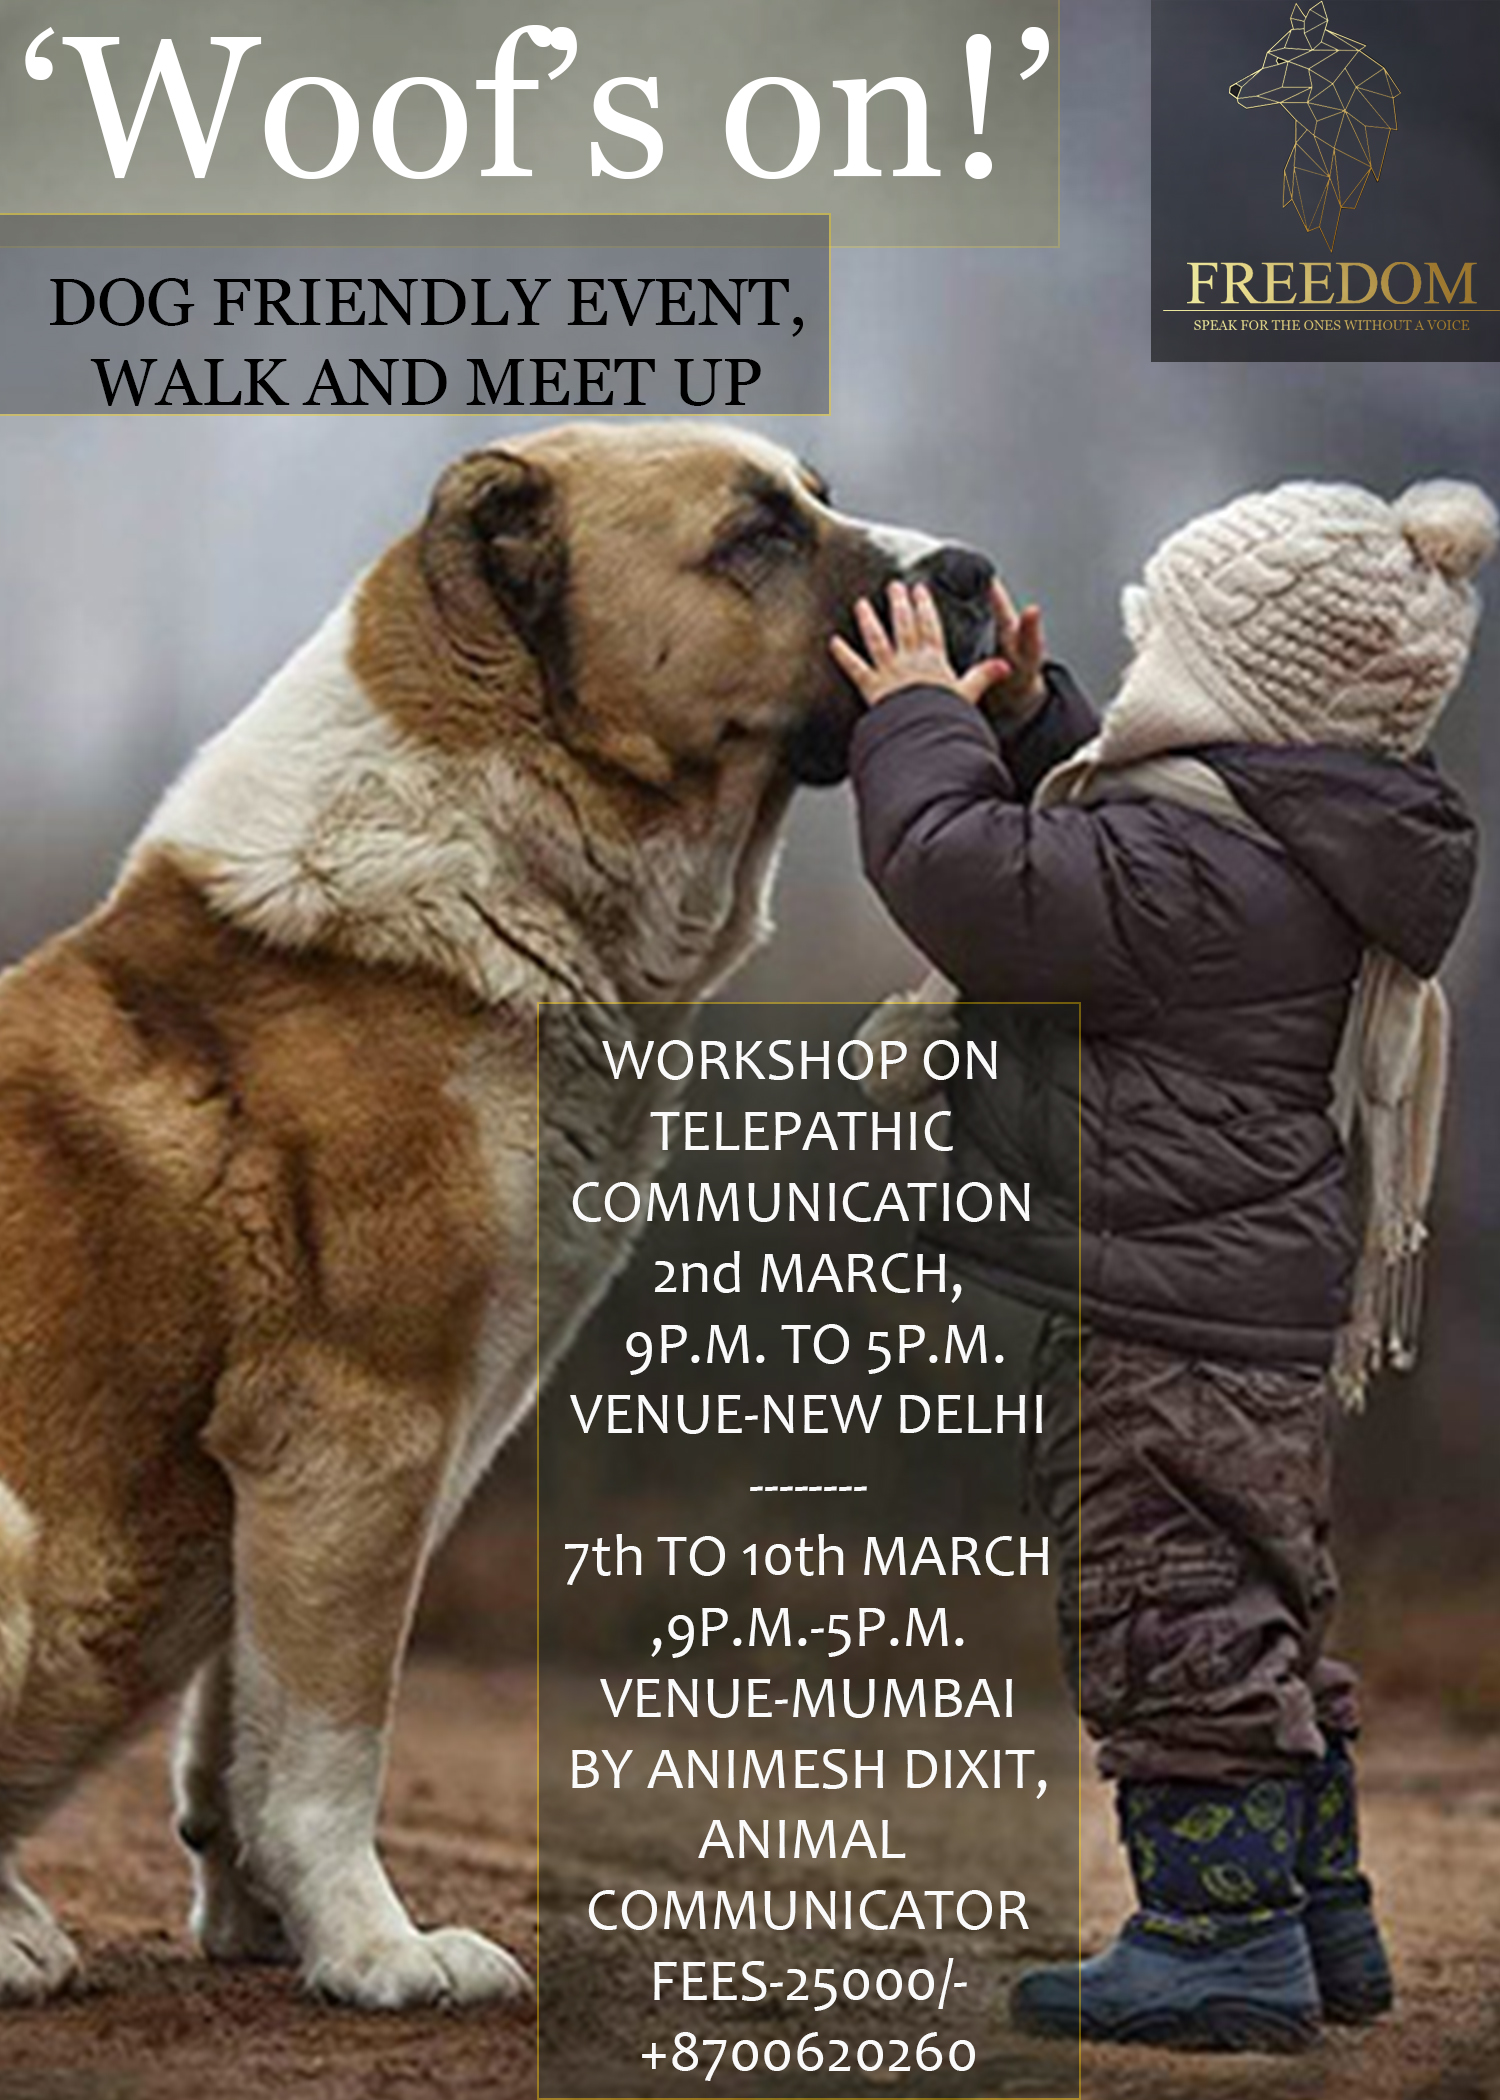 ‘Woof’s on!’
FREEDOM
SPEAK FOR THE ONES WITHOUT A VOICE
DOG FRIENDLY EVENT,
WALK AND MEET UP
WORKSHOP ON
TELEPATHIC
COMMUNICATION
2nd MARCH,
9P.M. TO 5P.M.
VENUE-NEW DELHI
--------
7th TO 10th MARCH
,9P.M.-5P.M.
VENUE-MUMBAI
BY ANIMESH DIXIT,
ANIMAL
COMMUNICATOR
FEES-25000/-
+8700620260